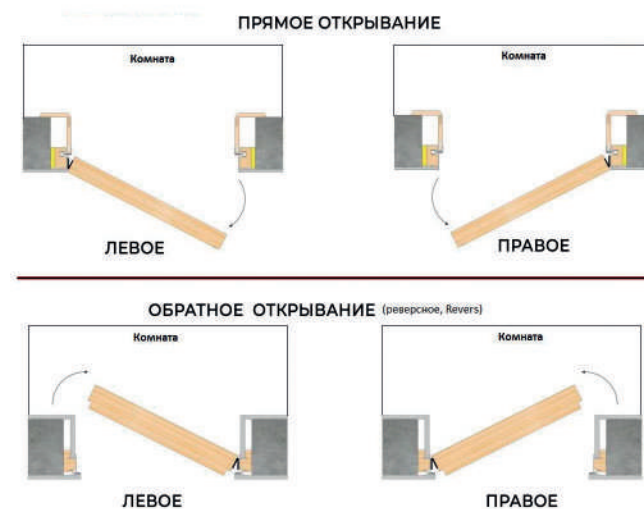 ПРЯМОЕ ОТКРЫВАНИЕ
Комната
Комната
ЛЕВОЕ
ПРАВОЕ
ОБРАТНОЕ ОТКРЫВАНИЕ (реверсное, Revers)
Комната
Комната
ЛЕВОЕ
ПРАВОЕ